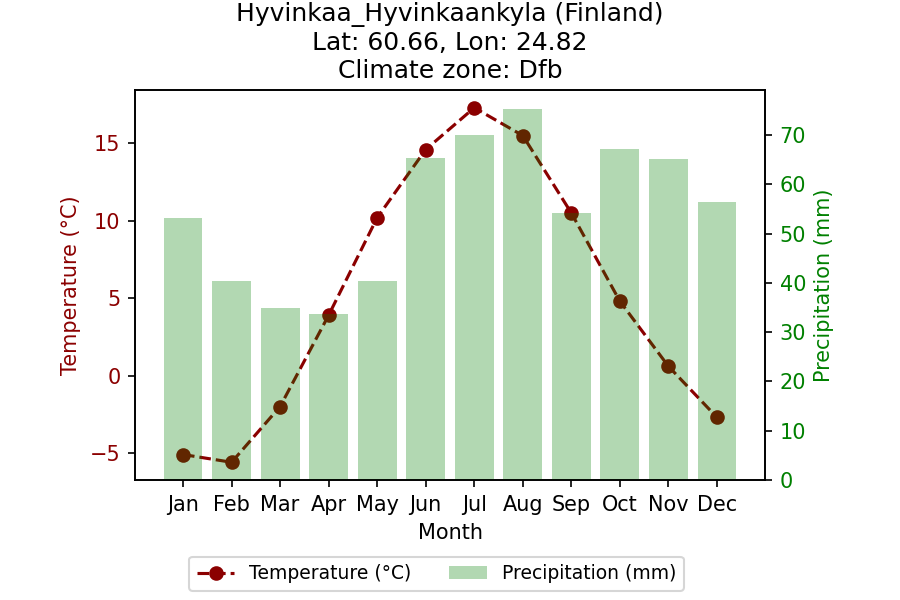 Hyvinkaa_Hyvinkaankyla (Finland)
Lat: 60.66, Lon: 24.82
Climate zone: Dfb
Temperature (°C)
15
10
5
0
−5
70
60
50
40
30
20
10
0
Precipitation (mm)
Jan Feb Mar Apr May Jun Jul Aug Sep Oct Nov Dec
Month
Temperature (°C) Precipitation (mm)